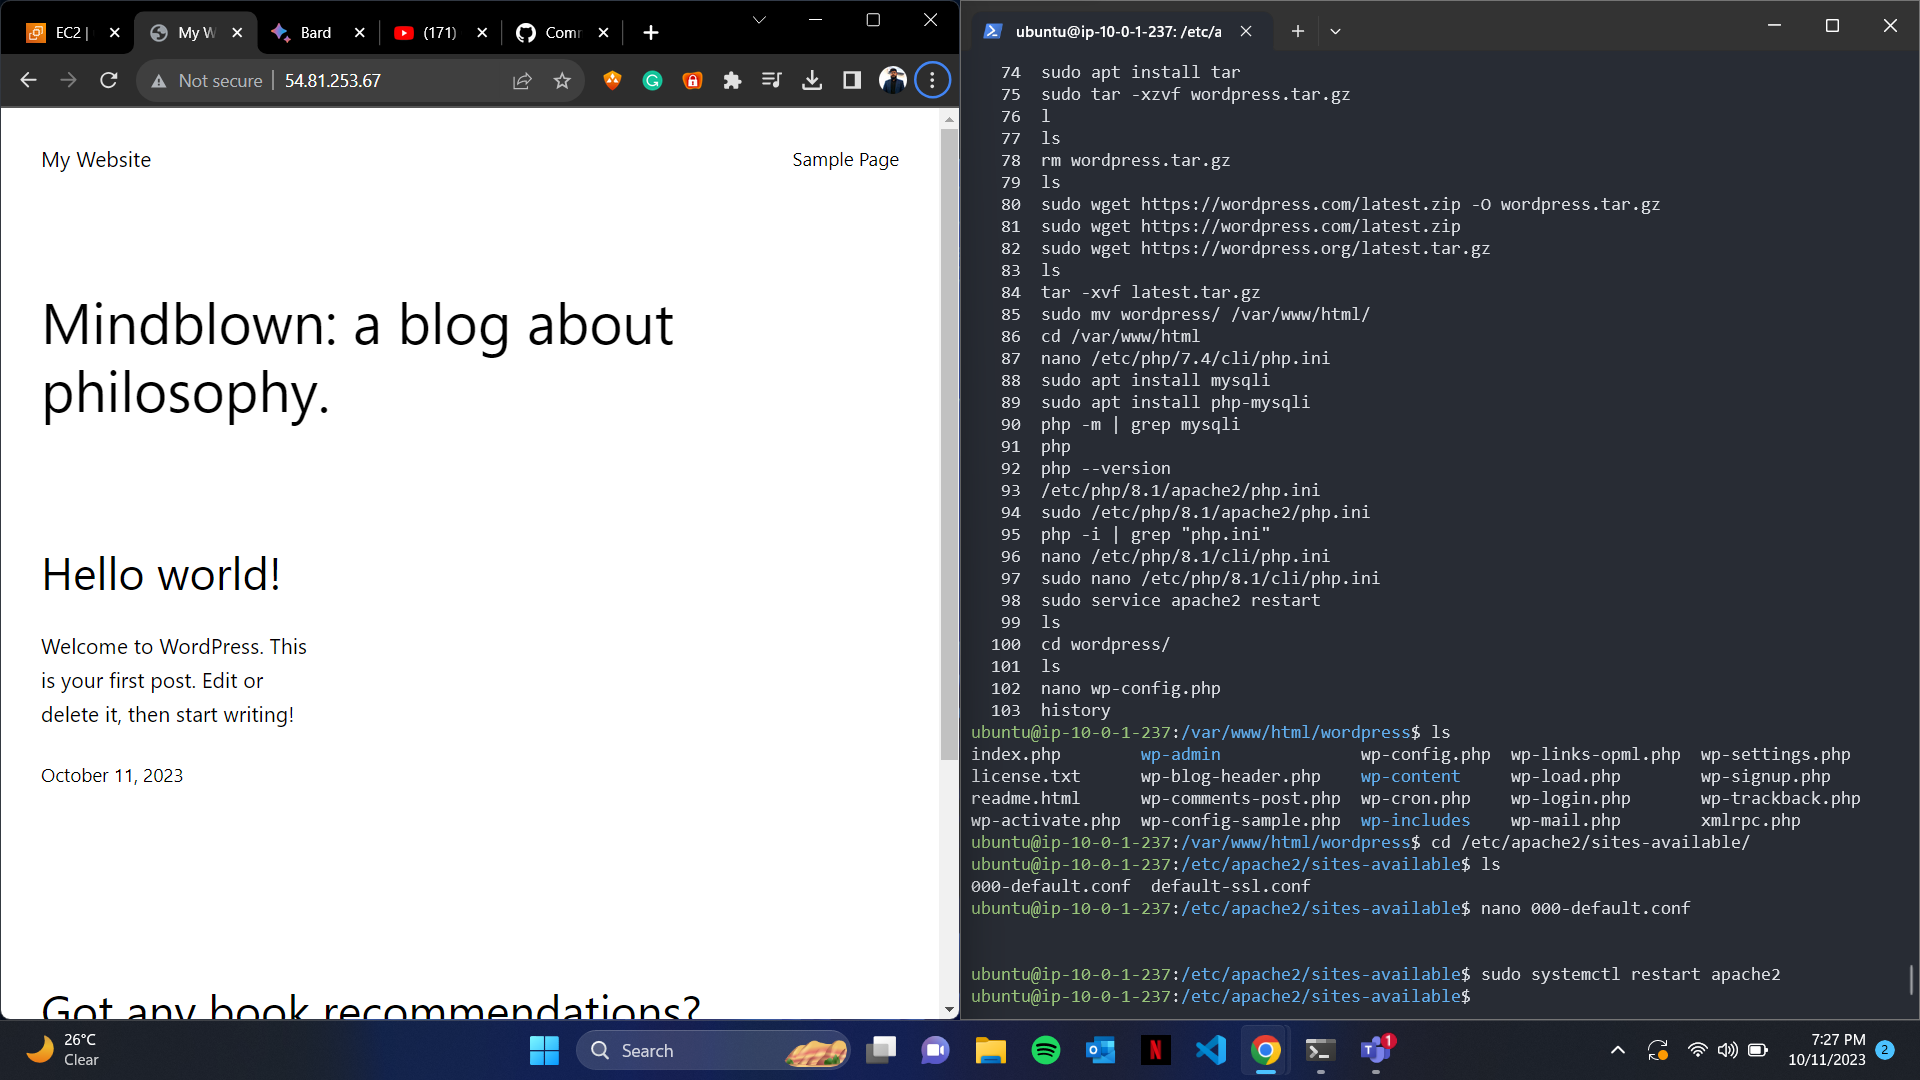 EC2 |
My W
Bard
(171)
Com
Not secure
54.81.253.67
My Website
Sample Page
Mindblown: a blog about
philosophy.
Hello world!
Welcome to WordPress. This
is your first post. Edit or
delete it, then start writing!
October 11, 2023
Got any book recommendations?
ubuntu@ip-10-0-1-237: /etc/a
74 sudo apt install tar
75 sudo tar -xzvf wordpress.tar.gz
76 l
77 ls
78 rm wordpress.tar.gz
79 ls
80 sudo wget https://wordpress.com/latest.zip -O wordpress.tar.gz
81 sudo wget https://wordpress.com/latest.zip
82 sudo wget https://wordpress.org/latest.tar.gz
83 ls
84 tar -xvf latest.tar.gz
85 sudo mv wordpress/ /var/www/html/
86 cd /var/www/html
87 nano /etc/php/7.4/cli/php.ini
88 sudo apt install mysqli
89 sudo apt install php-mysqli
90 php -m | grep mysqli
91 php
92 php --version
93 /etc/php/8.1/apache2/php.ini
94 sudo /etc/php/8.1/apache2/php.ini
95 php -i | grep "php.ini"
96 nano /etc/php/8.1/cli/php.ini
97 sudo nano /etc/php/8.1/cli/php.ini
98 sudo service apache2 restart
99 ls
100 cd wordpress/
101 ls
102 nano wp-config.php
103 history
ubuntu@ip-10-0-1-237:/var/www/html/wordpress$ ls
index.php wp-admin wp-config.php wp-links-opml.php wp-settings.php
license.txt wp-blog-header.php wp-content wp-load.php wp-signup.php
readme.html wp-comments-post.php wp-cron.php wp-login.php wp-trackback.php
wp-activate.php wp-config-sample.php wp-includes wp-mail.php xmlrpc.php
ubuntu@ip-10-0-1-237:/var/www/html/wordpress$ cd /etc/apache2/sites-available/
ubuntu@ip-10-0-1-237:/etc/apache2/sites-available$ ls
000-default.conf default-ssl.conf
ubuntu@ip-10-0-1-237:/etc/apache2/sites-available$ nano 000-default.conf
ubuntu@ip-10-0-1-237:/etc/apache2/sites-available$ sudo systemctl restart apache2
ubuntu@ip-10-0-1-237:/etc/apache2/sites-available$
26°C
Clear
Search
N
1
7:27 PM
10/11/2023
2